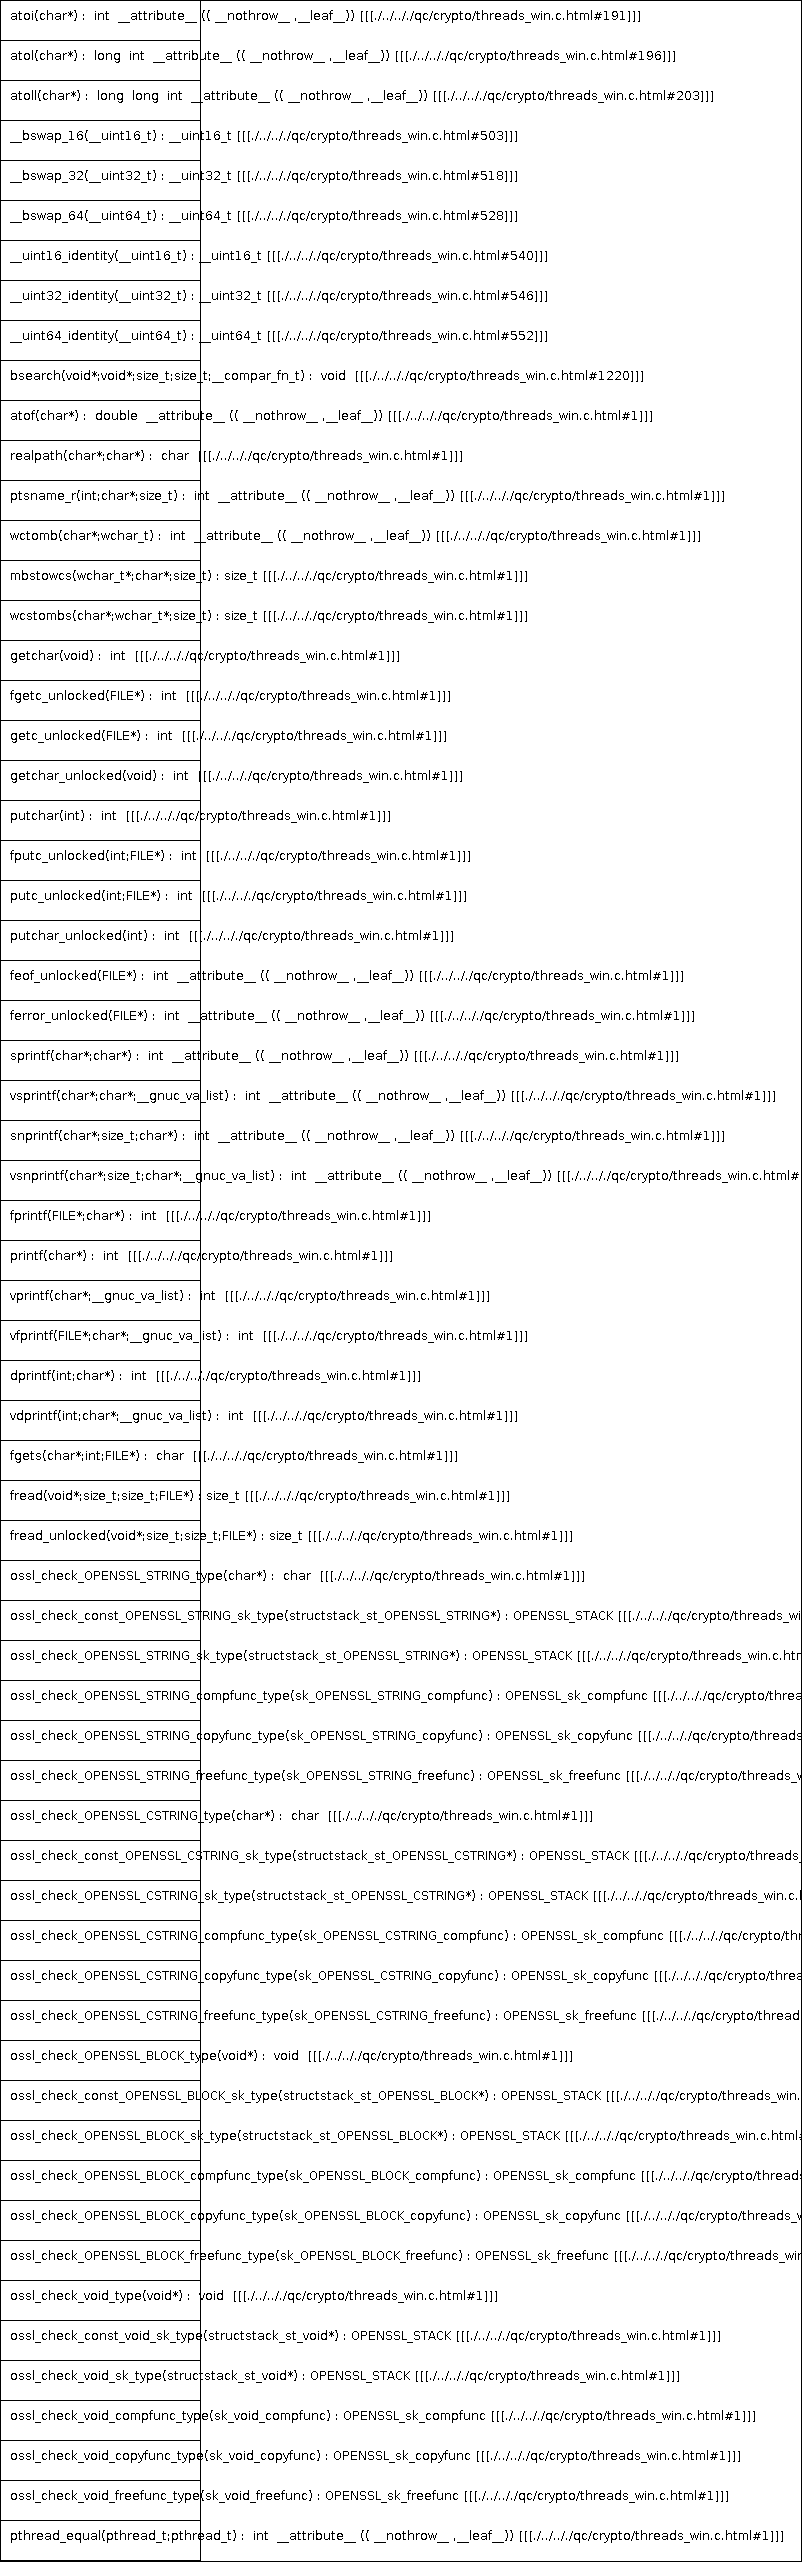 atoi(char*) : int __attribute__ (( __nothrow__ ,__leaf__)) [[[./../../qc/crypto/threads_win.c.html#191]]]
atol(char*) : long int __attribute__ (( __nothrow__ ,__leaf__)) [[[./../../qc/crypto/threads_win.c.html#196]]]
atoll(char*) : long long int __attribute__ (( __nothrow__ ,__leaf__)) [[[./../../qc/crypto/threads_win.c.html#203]]]
__bswap_16(__uint16_t) : __uint16_t [[[./../../qc/crypto/threads_win.c.html#503]]]
__bswap_32(__uint32_t) : __uint32_t [[[./../../qc/crypto/threads_win.c.html#518]]]
__bswap_64(__uint64_t) : __uint64_t [[[./../../qc/crypto/threads_win.c.html#528]]]
__uint16_identity(__uint16_t) : __uint16_t [[[./../../qc/crypto/threads_win.c.html#540]]]
__uint32_identity(__uint32_t) : __uint32_t [[[./../../qc/crypto/threads_win.c.html#546]]]
__uint64_identity(__uint64_t) : __uint64_t [[[./../../qc/crypto/threads_win.c.html#552]]]
bsearch(void*;void*;size_t;size_t;__compar_fn_t) : void [[[./../../qc/crypto/threads_win.c.html#1220]]]
atof(char*) : double __attribute__ (( __nothrow__ ,__leaf__)) [[[./../../qc/crypto/threads_win.c.html#1]]]
realpath(char*;char*) : char [[[./../../qc/crypto/threads_win.c.html#1]]]
ptsname_r(int;char*;size_t) : int __attribute__ (( __nothrow__ ,__leaf__)) [[[./../../qc/crypto/threads_win.c.html#1]]]
wctomb(char*;wchar_t) : int __attribute__ (( __nothrow__ ,__leaf__)) [[[./../../qc/crypto/threads_win.c.html#1]]]
mbstowcs(wchar_t*;char*;size_t) : size_t [[[./../../qc/crypto/threads_win.c.html#1]]]
wcstombs(char*;wchar_t*;size_t) : size_t [[[./../../qc/crypto/threads_win.c.html#1]]]
getchar(void) : int [[[./../../qc/crypto/threads_win.c.html#1]]]
fgetc_unlocked(FILE*) : int [[[./../../qc/crypto/threads_win.c.html#1]]]
getc_unlocked(FILE*) : int [[[./../../qc/crypto/threads_win.c.html#1]]]
getchar_unlocked(void) : int [[[./../../qc/crypto/threads_win.c.html#1]]]
putchar(int) : int [[[./../../qc/crypto/threads_win.c.html#1]]]
fputc_unlocked(int;FILE*) : int [[[./../../qc/crypto/threads_win.c.html#1]]]
putc_unlocked(int;FILE*) : int [[[./../../qc/crypto/threads_win.c.html#1]]]
putchar_unlocked(int) : int [[[./../../qc/crypto/threads_win.c.html#1]]]
feof_unlocked(FILE*) : int __attribute__ (( __nothrow__ ,__leaf__)) [[[./../../qc/crypto/threads_win.c.html#1]]]
ferror_unlocked(FILE*) : int __attribute__ (( __nothrow__ ,__leaf__)) [[[./../../qc/crypto/threads_win.c.html#1]]]
sprintf(char*;char*) : int __attribute__ (( __nothrow__ ,__leaf__)) [[[./../../qc/crypto/threads_win.c.html#1]]]
vsprintf(char*;char*;__gnuc_va_list) : int __attribute__ (( __nothrow__ ,__leaf__)) [[[./../../qc/crypto/threads_win.c.html#1]]]
snprintf(char*;size_t;char*) : int __attribute__ (( __nothrow__ ,__leaf__)) [[[./../../qc/crypto/threads_win.c.html#1]]]
vsnprintf(char*;size_t;char*;__gnuc_va_list) : int __attribute__ (( __nothrow__ ,__leaf__)) [[[./../../qc/crypto/threads_win.c.html#
fprintf(FILE*;char*) : int [[[./../../qc/crypto/threads_win.c.html#1]]]
printf(char*) : int [[[./../../qc/crypto/threads_win.c.html#1]]]
vprintf(char*;__gnuc_va_list) : int [[[./../../qc/crypto/threads_win.c.html#1]]]
vfprintf(FILE*;char*;__gnuc_va_list) : int [[[./../../qc/crypto/threads_win.c.html#1]]]
dprintf(int;char*) : int [[[./../../qc/crypto/threads_win.c.html#1]]]
vdprintf(int;char*;__gnuc_va_list) : int [[[./../../qc/crypto/threads_win.c.html#1]]]
fgets(char*;int;FILE*) : char [[[./../../qc/crypto/threads_win.c.html#1]]]
fread(void*;size_t;size_t;FILE*) : size_t [[[./../../qc/crypto/threads_win.c.html#1]]]
fread_unlocked(void*;size_t;size_t;FILE*) : size_t [[[./../../qc/crypto/threads_win.c.html#1]]]
ossl_check_OPENSSL_STRING_type(char*) : char [[[./../../qc/crypto/threads_win.c.html#1]]]
ossl_check_const_OPENSSL_STRING_sk_type(structstack_st_OPENSSL_STRING*) : OPENSSL_STACK [[[./../../qc/crypto/threads_wi
ossl_check_OPENSSL_STRING_sk_type(structstack_st_OPENSSL_STRING*) : OPENSSL_STACK [[[./../../qc/crypto/threads_win.c.htm
ossl_check_OPENSSL_STRING_compfunc_type(sk_OPENSSL_STRING_compfunc) : OPENSSL_sk_compfunc [[[./../../qc/crypto/threa
ossl_check_OPENSSL_STRING_copyfunc_type(sk_OPENSSL_STRING_copyfunc) : OPENSSL_sk_copyfunc [[[./../../qc/crypto/threads
ossl_check_OPENSSL_STRING_freefunc_type(sk_OPENSSL_STRING_freefunc) : OPENSSL_sk_freefunc [[[./../../qc/crypto/threads_w
ossl_check_OPENSSL_CSTRING_type(char*) : char [[[./../../qc/crypto/threads_win.c.html#1]]]
ossl_check_const_OPENSSL_CSTRING_sk_type(structstack_st_OPENSSL_CSTRING*) : OPENSSL_STACK [[[./../../qc/crypto/threads_
ossl_check_OPENSSL_CSTRING_sk_type(structstack_st_OPENSSL_CSTRING*) : OPENSSL_STACK [[[./../../qc/crypto/threads_win.c.
ossl_check_OPENSSL_CSTRING_compfunc_type(sk_OPENSSL_CSTRING_compfunc) : OPENSSL_sk_compfunc [[[./../../qc/crypto/thr
ossl_check_OPENSSL_CSTRING_copyfunc_type(sk_OPENSSL_CSTRING_copyfunc) : OPENSSL_sk_copyfunc [[[./../../qc/crypto/threa
ossl_check_OPENSSL_CSTRING_freefunc_type(sk_OPENSSL_CSTRING_freefunc) : OPENSSL_sk_freefunc [[[./../../qc/crypto/thread
ossl_check_OPENSSL_BLOCK_type(void*) : void [[[./../../qc/crypto/threads_win.c.html#1]]]
ossl_check_const_OPENSSL_BLOCK_sk_type(structstack_st_OPENSSL_BLOCK*) : OPENSSL_STACK [[[./../../qc/crypto/threads_win.
ossl_check_OPENSSL_BLOCK_sk_type(structstack_st_OPENSSL_BLOCK*) : OPENSSL_STACK [[[./../../qc/crypto/threads_win.c.html#
ossl_check_OPENSSL_BLOCK_compfunc_type(sk_OPENSSL_BLOCK_compfunc) : OPENSSL_sk_compfunc [[[./../../qc/crypto/threads
ossl_check_OPENSSL_BLOCK_copyfunc_type(sk_OPENSSL_BLOCK_copyfunc) : OPENSSL_sk_copyfunc [[[./../../qc/crypto/threads_w
ossl_check_OPENSSL_BLOCK_freefunc_type(sk_OPENSSL_BLOCK_freefunc) : OPENSSL_sk_freefunc [[[./../../qc/crypto/threads_win
ossl_check_void_type(void*) : void [[[./../../qc/crypto/threads_win.c.html#1]]]
ossl_check_const_void_sk_type(structstack_st_void*) : OPENSSL_STACK [[[./../../qc/crypto/threads_win.c.html#1]]]
ossl_check_void_sk_type(structstack_st_void*) : OPENSSL_STACK [[[./../../qc/crypto/threads_win.c.html#1]]]
ossl_check_void_compfunc_type(sk_void_compfunc) : OPENSSL_sk_compfunc [[[./../../qc/crypto/threads_win.c.html#1]]]
ossl_check_void_copyfunc_type(sk_void_copyfunc) : OPENSSL_sk_copyfunc [[[./../../qc/crypto/threads_win.c.html#1]]]
ossl_check_void_freefunc_type(sk_void_freefunc) : OPENSSL_sk_freefunc [[[./../../qc/crypto/threads_win.c.html#1]]]
pthread_equal(pthread_t;pthread_t) : int __attribute__ (( __nothrow__ ,__leaf__)) [[[./../../qc/crypto/threads_win.c.html#1]]]